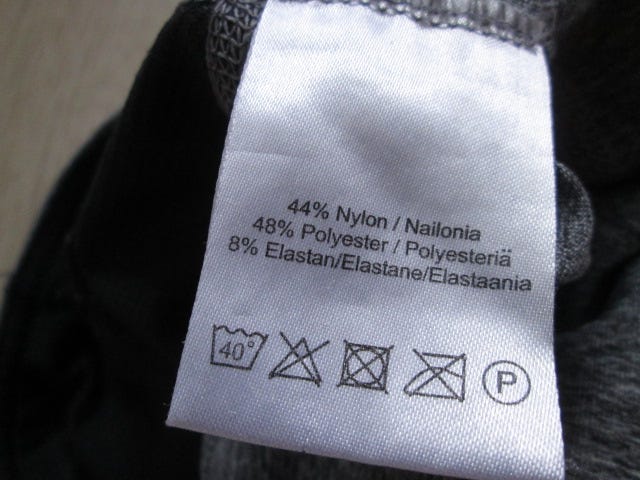 44% Nylon / Nailonia
48% Polyester / Polyesteriä
8% Elastan/Elastane/Elastaania
40° P